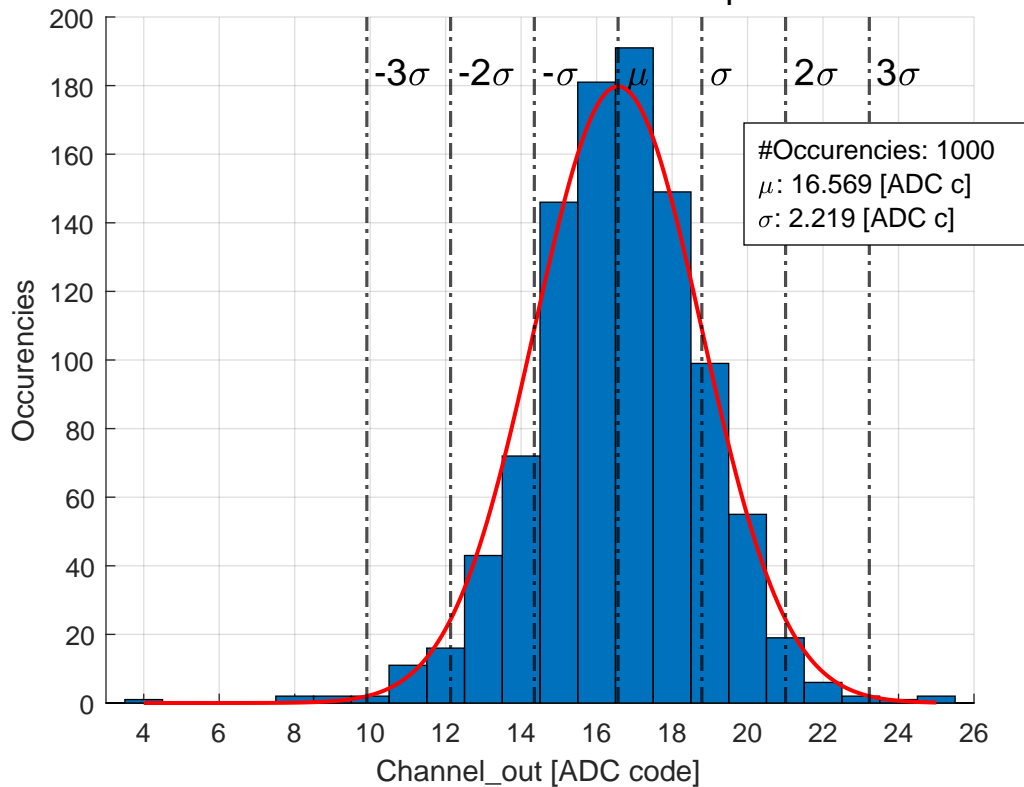 200
180
160
140
120
100
80
60
40
20
0
Occurencies
-3σ
-2σ
-σ
μ
σ
2σ
3σ
#Occurencies: 1000
μ: 16.569 [ADC c]
σ: 2.219 [ADC c]
4 6 8 10 12 14 16 18 20 22 24 26
Channel_out [ADC code]